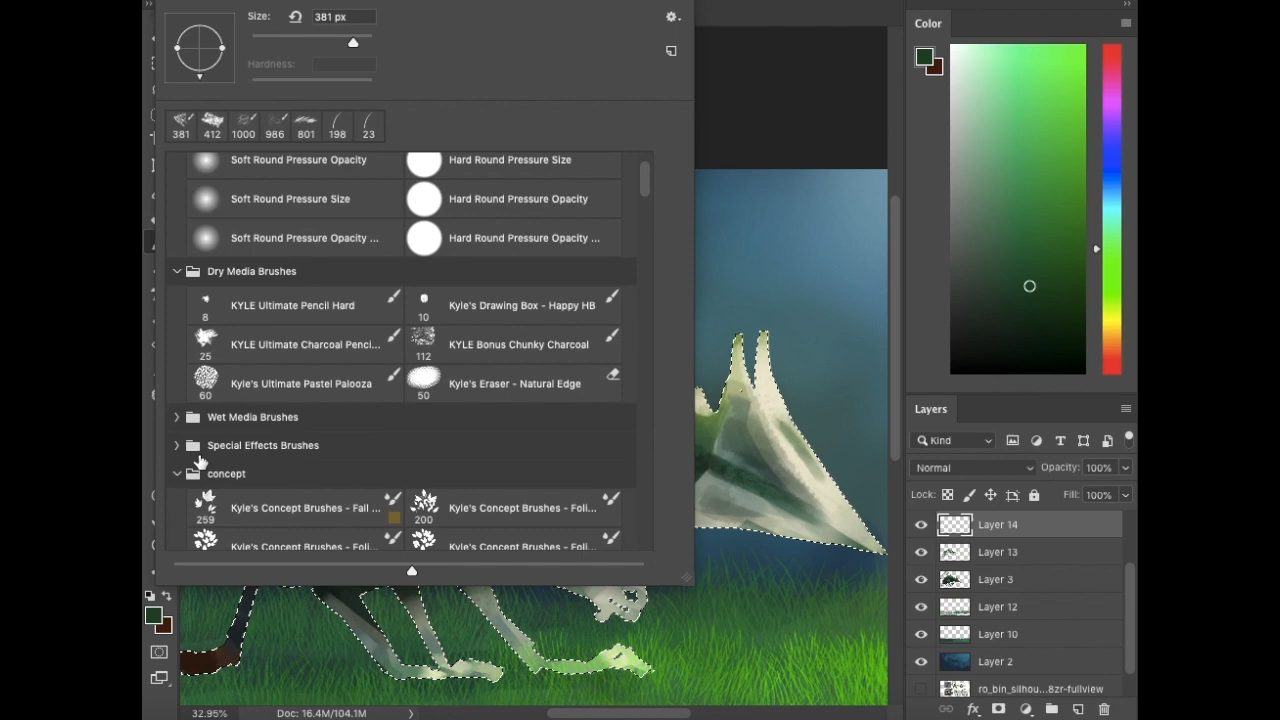 Size: 381 px
Hardness:
381 412 1000 986 801 198 23
Soft Round Pressure Opacity Hard Round Pressure Size
Soft Round Pressure Size Hard Round Pressure Opacity
Soft Round Pressure Opacity ... Hard Round Pressure Opacity ...
Dry Media Brushes
KYLE Ultimate Pencil Hard Kyle's Drawing Box - Happy HB
8 10
KYLE Ultimate Charcoal Penci... KYLE Bonus Chunky Charcoal
25 112
Kyle's Ultimate Pastel Palooza Kyle's Eraser - Natural Edge
60 50
Wet Media Brushes
Special Effects Brushes
concept
Kyle's Concept Brushes - Fall ... Kyle's Concept Brushes - Foli...
259 200
Kyle's Concept Brushes - Foli... Kyle's Concept Brushes - Foli...
32.95% Doc: 16.4M/104.1M
Color
Layers
Kind
Normal Opacity: 100%
Lock: Fill: 100%
Layer 14
Layer 13
Layer 3
Layer 12
Layer 10
Layer 2
ro_bin_silhou...8zr-fullview
fx